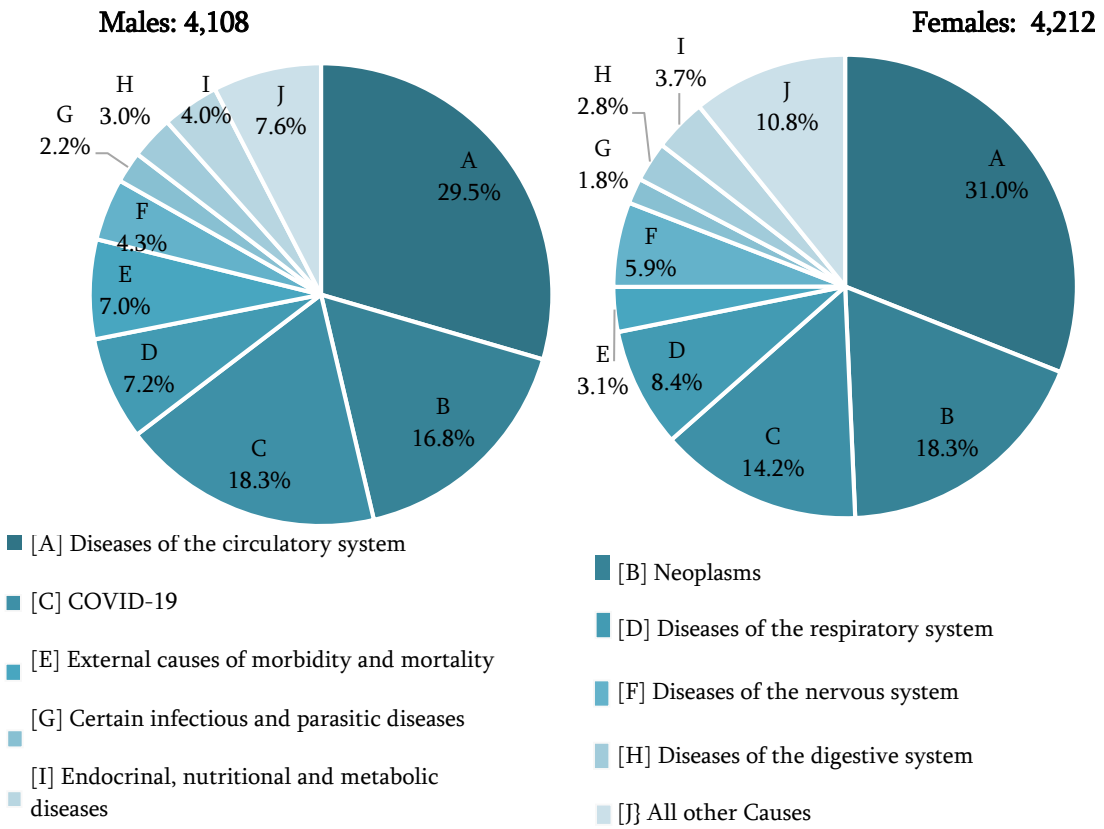 Males: 4,108
Females: 4,212
A
29.5%
B
16.8%
C
18.3%
D
7.2%
E
7.0%
F
4.3%
G
2.2%
H
3.0%
I
4.0%
J
7.6%
A
31.0%
B
18.3%
C
14.2%
D
8.4%
E
3.1%
F
5.9%
G
1.8%
H
2.8%
I
3.7%
J
10.8%
[A] Diseases of the circulatory system
[B] Neoplasms
[C] COVID-19
[D] Diseases of the respiratory system
[E] External causes of morbidity and mortality
[F] Diseases of the nervous system
[G] Certain infectious and parasitic diseases
[H] Diseases of the digestive system
[I] Endocrinal, nutritional and metabolic
diseases
[J} All other Causes